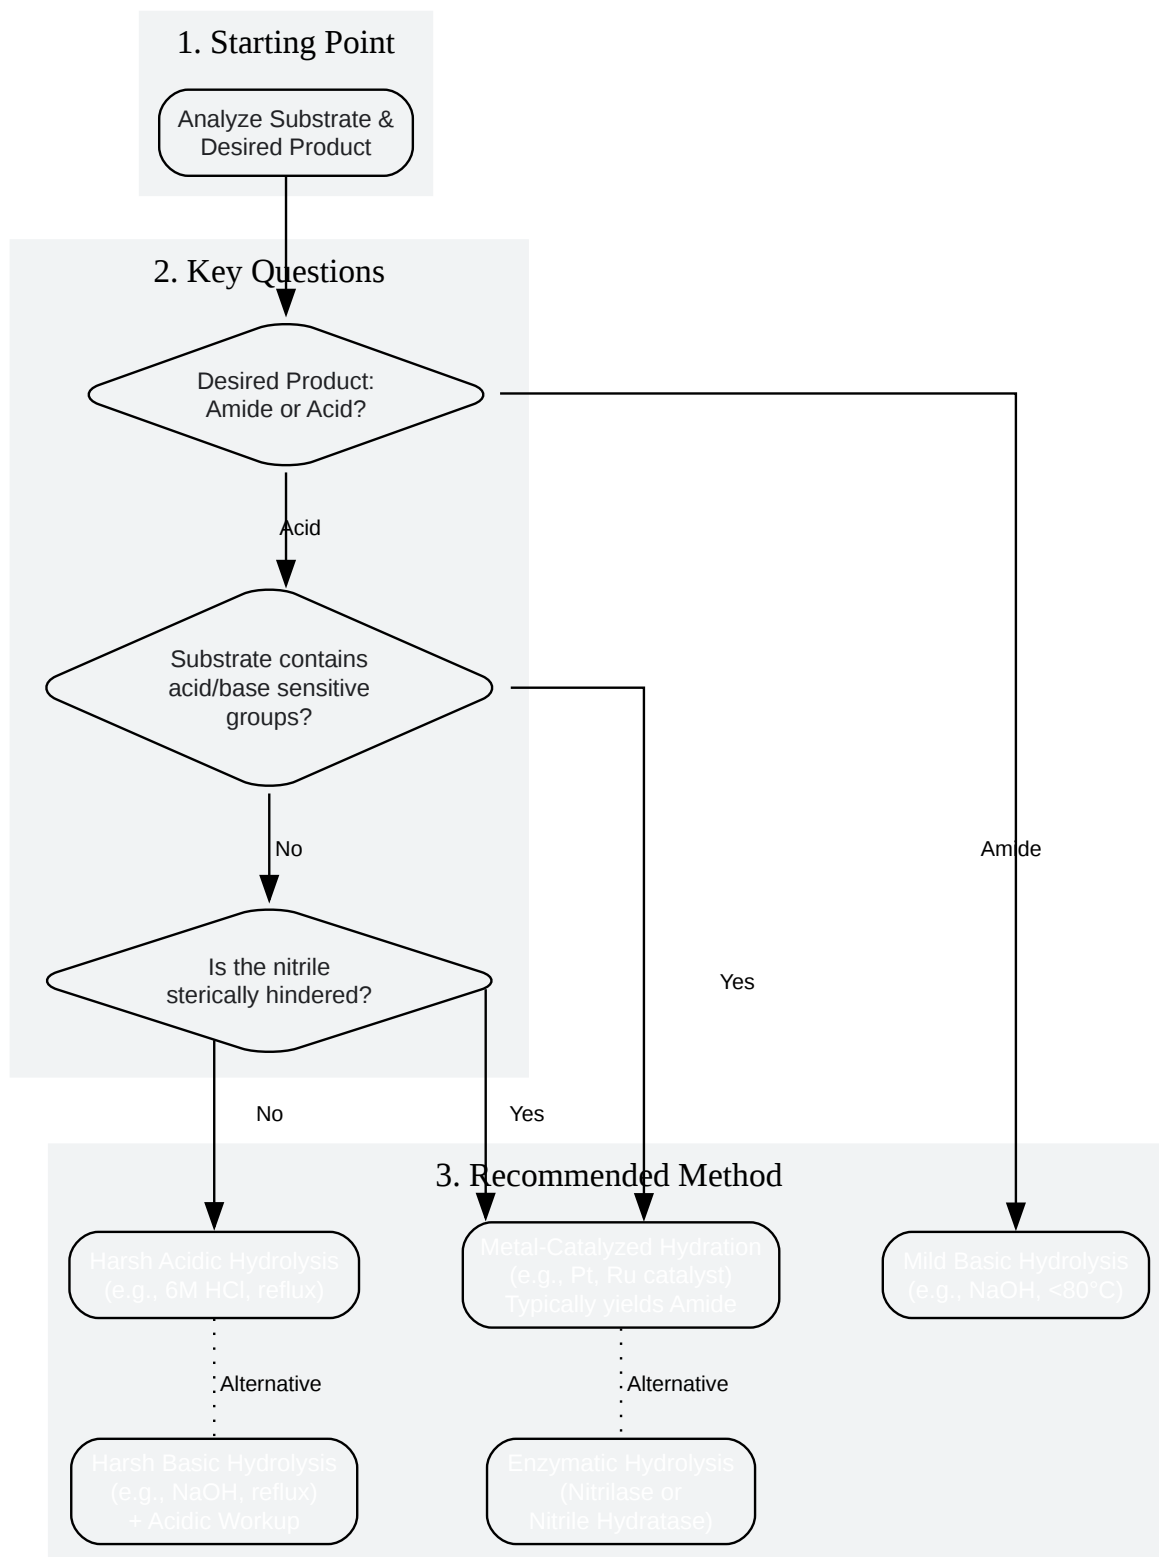 1. Starting Point
Analyze Substrate &
Desired Product
2. Key Questions
Desired Product:
Amide or Acid?
Acid
Substrate contains
acid/base sensitive
groups?
No
Amide
Is the nitrile
sterically hindered?
Yes
No
Yes
3. Recommended Method
Harsh Acidic Hydrolysis
(e.g., 6M HCl, reflux)
Metal-Catalyzed Hydration
(e.g., Pt, Ru catalyst)
Typically yields Amide
Mild Basic Hydrolysis
(e.g., NaOH, <80°C)
Alternative
Alternative
Harsh Basic Hydrolysis
(e.g., NaOH, reflux)
+ Acidic Workup
Enzymatic Hydrolysis
(Nitrilase or
Nitrile Hydratase)